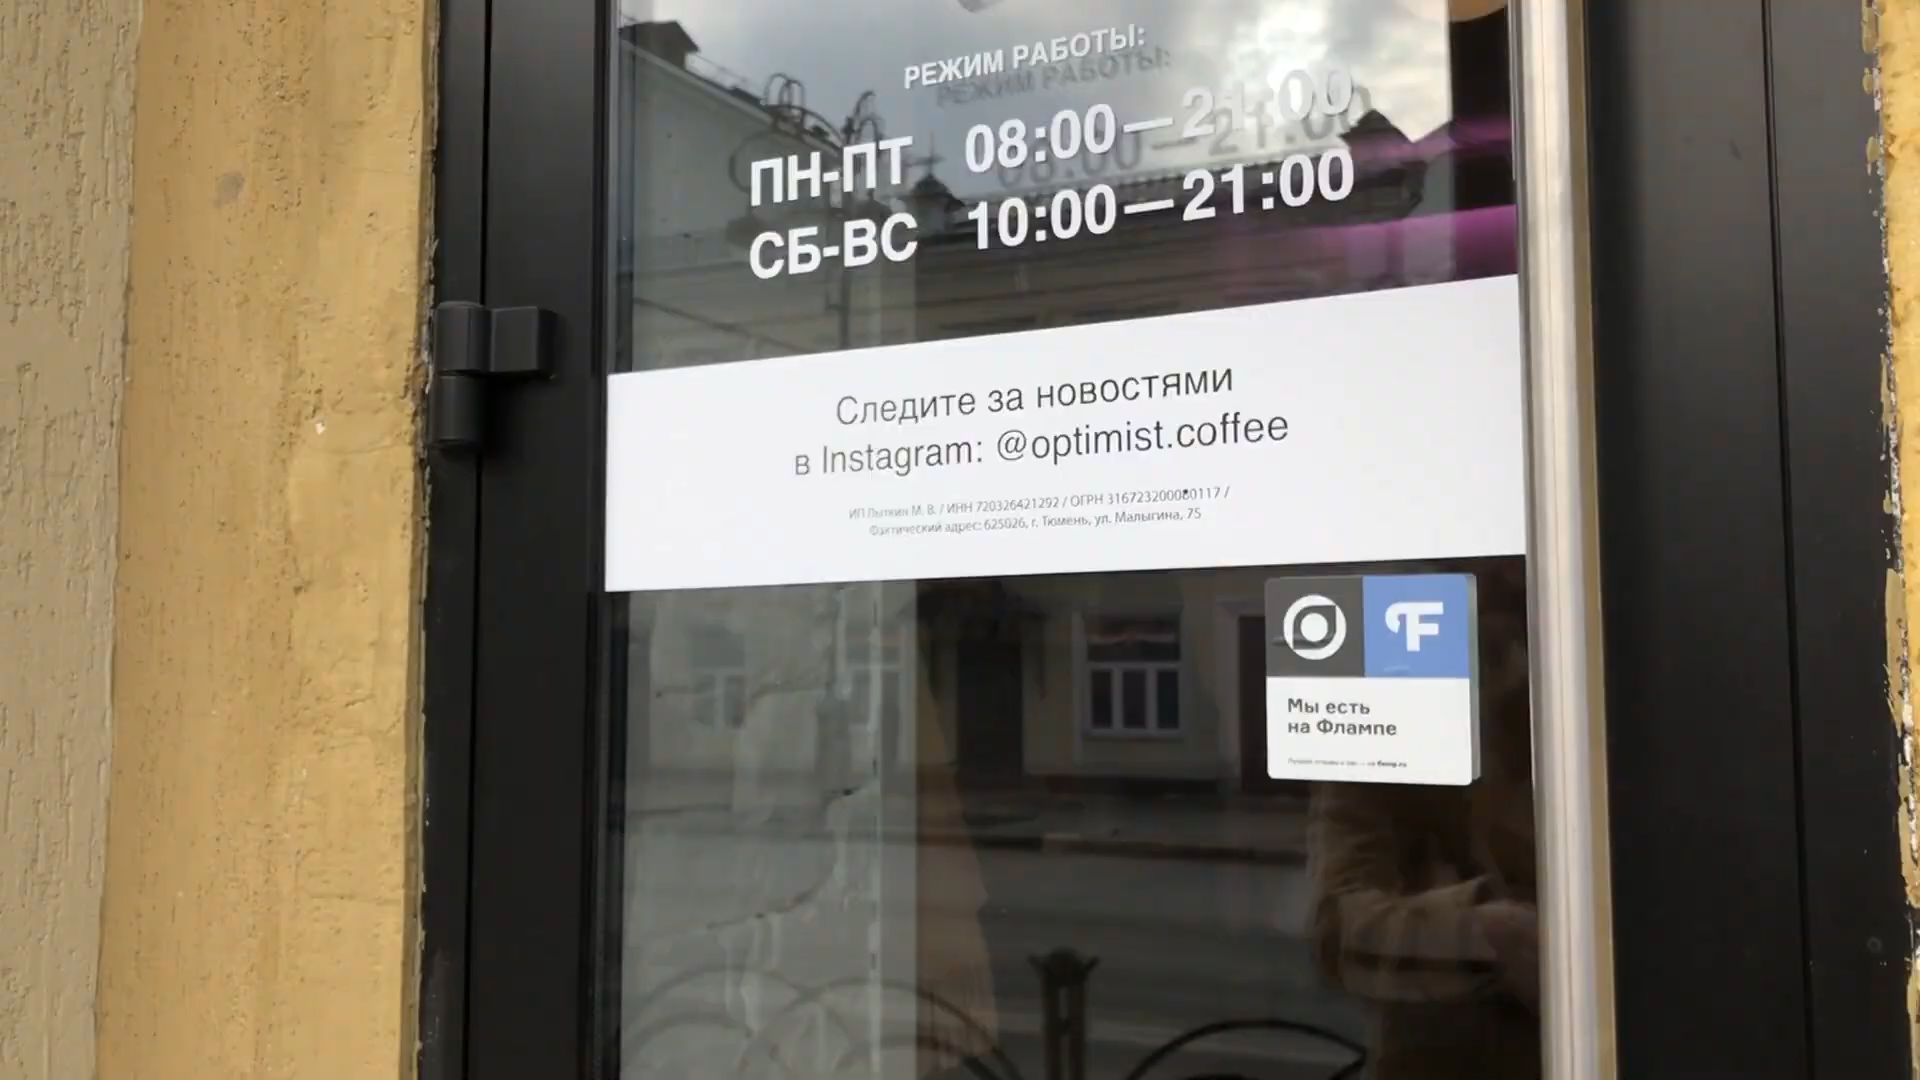 РЕЖИМ РАБОТЫ:
ПН-ПТ 08:00—21:00
СБ-ВС 10:00—21:00
Следите за новостями
в Instagram: @optimist.coffee
ИП Лыткин М. В. / ИНН 720326421292 / ОГРН 316723200080117 /
Фактический адрес: 625026, г. Тюмень, ул. Малыгина, 75
Мы есть
на Флампе